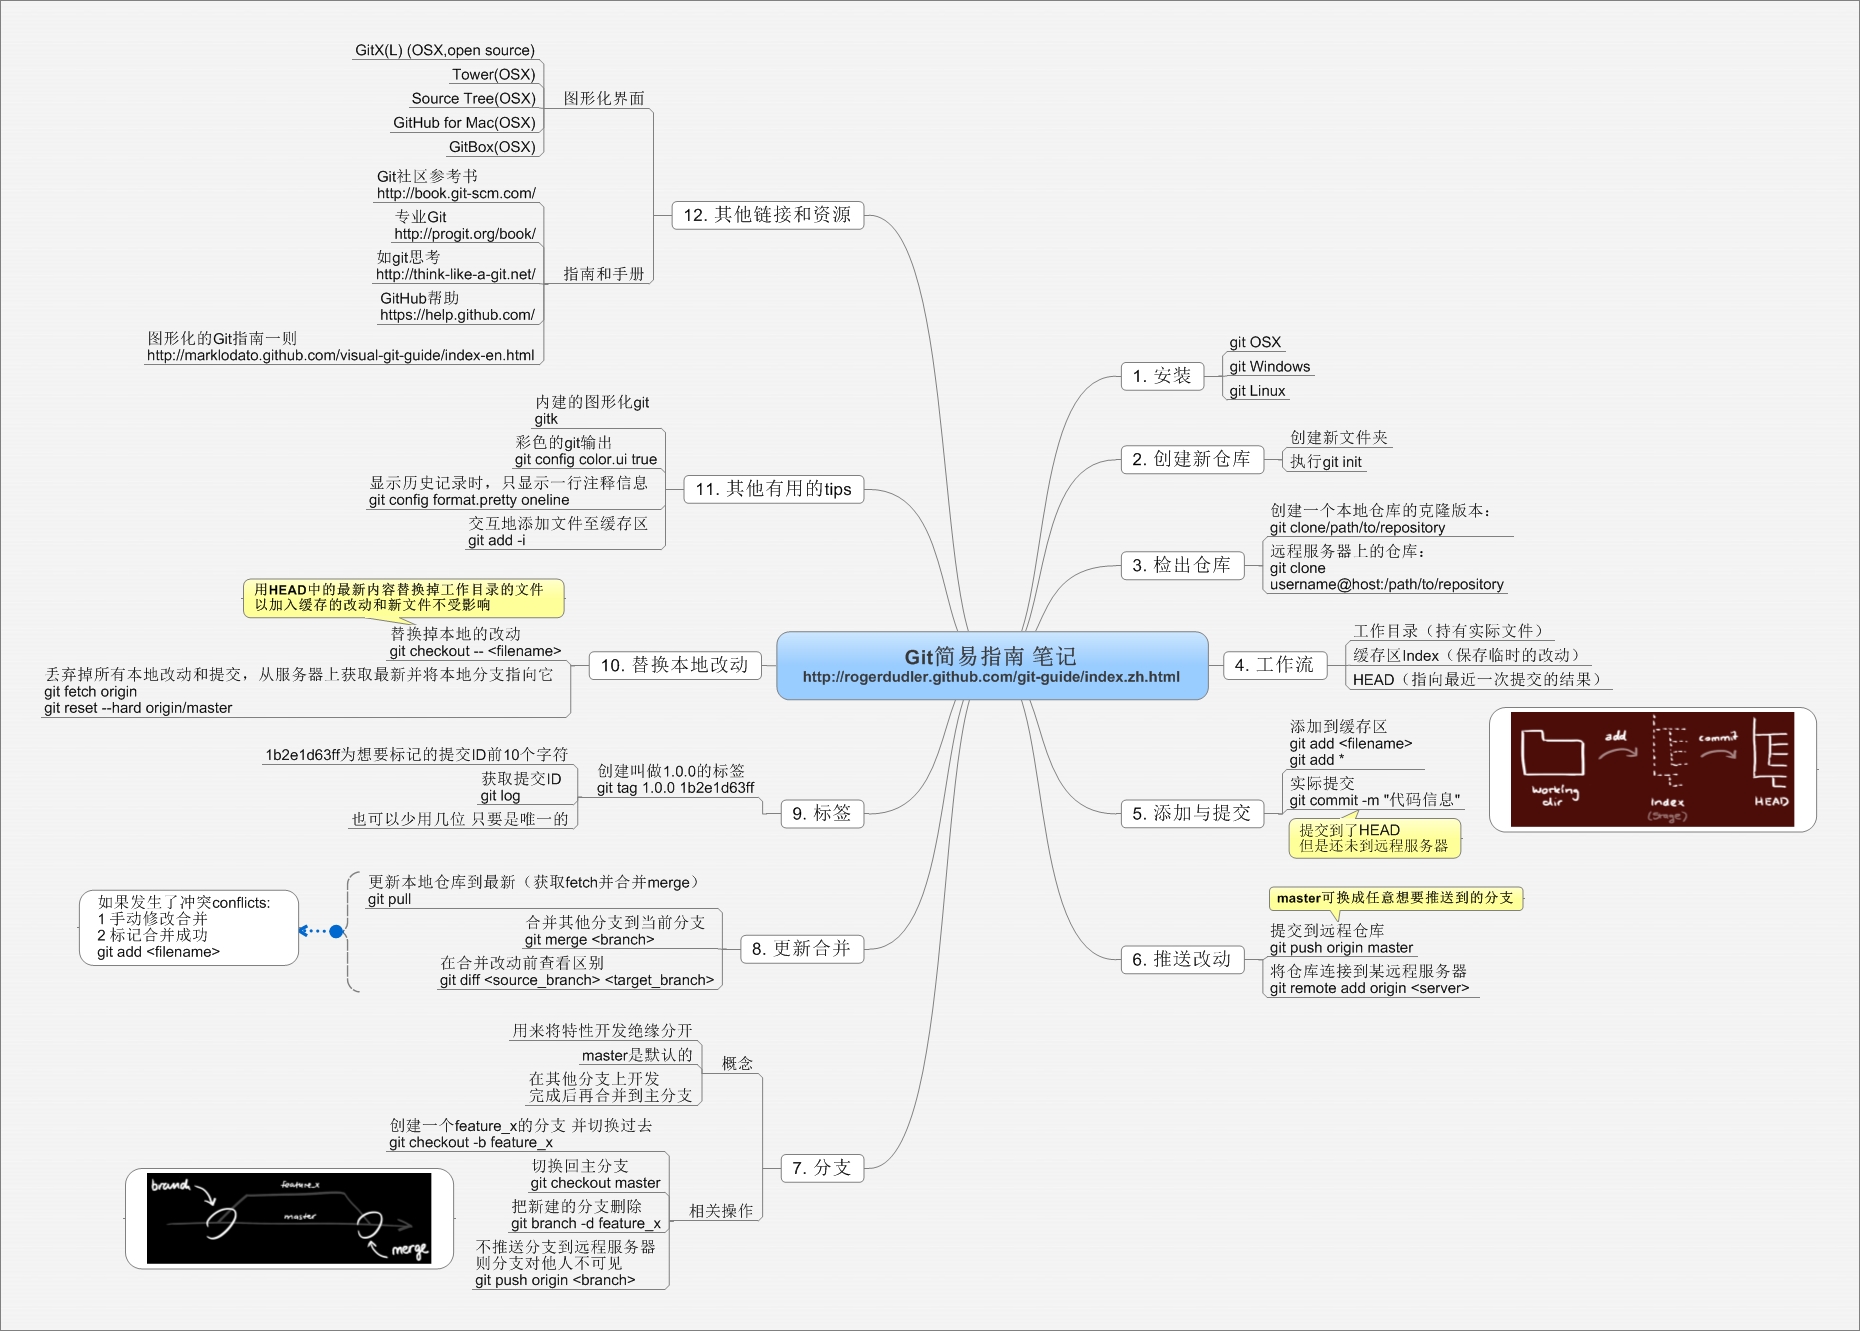 Git简易指南 笔记
http://rogerdudler.github.com/git-guide/index.zh.html
1. 安装
git OSX
git Windows
git Linux
2. 创建新仓库
创建新文件夹
执行git init
3. 检出仓库
创建一个本地仓库的克隆版本：
git clone/path/to/repository
远程服务器上的仓库：
git clone
username@host:/path/to/repository
4. 工作流
工作目录（持有实际文件）
缓存区Index（保存临时的改动）
HEAD（指向最近一次提交的结果）
5. 添加与提交
添加到缓存区
git add <filename>
git add *
实际提交
git commit -m "代码信息"
提交到了HEAD
但是还未到远程服务器
add
commit
working
dir
Index
(Stage)
HEAD
6. 推送改动
master可换成任意想要推送到的分支
提交到远程仓库
git push origin master
将仓库连接到某远程服务器
git remote add origin <server>
7. 分支
概念
用来将特性开发绝缘分开
master是默认的
在其他分支上开发
完成后再合并到主分支
相关操作
创建一个feature_x的分支 并切换过去
git checkout -b feature_x
切换回主分支
git checkout master
把新建的分支删除
git branch -d feature_x
不推送分支到远程服务器
则分支对他人不可见
git push origin <branch>
branch
feature_x
master
merge
8. 更新合并
更新本地仓库到最新（获取fetch并合并merge）
git pull
合并其他分支到当前分支
git merge <branch>
在合并改动前查看区别
git diff <source_branch> <target_branch>
如果发生了冲突conflicts:
1 手动修改合并
2 标记合并成功
git add <filename>
9. 标签
创建叫做1.0.0的标签
git tag 1.0.0 1b2e1d63ff
1b2e1d63ff为想要标记的提交ID前10个字符
获取提交ID
git log
也可以少用几位 只要是唯一的
10. 替换本地改动
用HEAD中的最新内容替换掉工作目录的文件
以加入缓存的改动和新文件不受影响
替换掉本地的改动
git checkout -- <filename>
丢弃掉所有本地改动和提交，从服务器上获取最新并将本地分支指向它
git fetch origin
git reset --hard origin/master
11. 其他有用的tips
内建的图形化git
gitk
彩色的git输出
git config color.ui true
显示历史记录时，只显示一行注释信息
git config format.pretty oneline
交互地添加文件至缓存区
git add -i
12. 其他链接和资源
图形化界面
GitX(L) (OSX,open source)
Tower(OSX)
Source Tree(OSX)
GitHub for Mac(OSX)
GitBox(OSX)
指南和手册
Git社区参考书
http://book.git-scm.com/
专业Git
http://progit.org/book/
如git思考
http://think-like-a-git.net/
GitHub帮助
https://help.github.com/
图形化的Git指南一则
http://marklodato.github.com/visual-git-guide/index-en.html